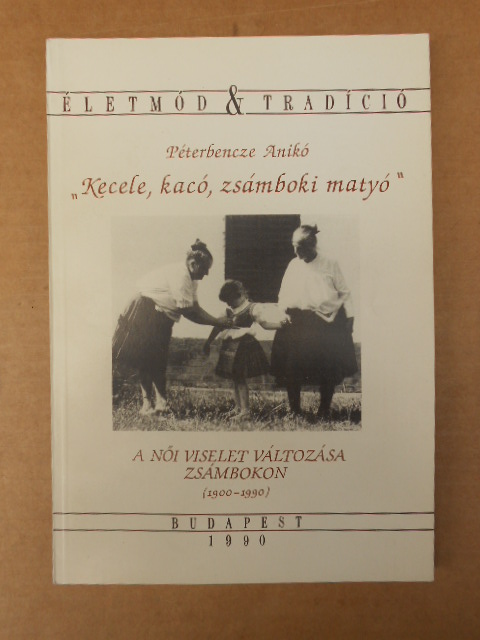 ÉLETMÓD & TRADÍCIÓ
Péterbencze Anikó
„Kecele, kacó, zsámboki matyó"
A NŐI VISELET VÁLTOZÁSA
ZSÁMBOKON
(1900–1990)
BUDAPEST
1990